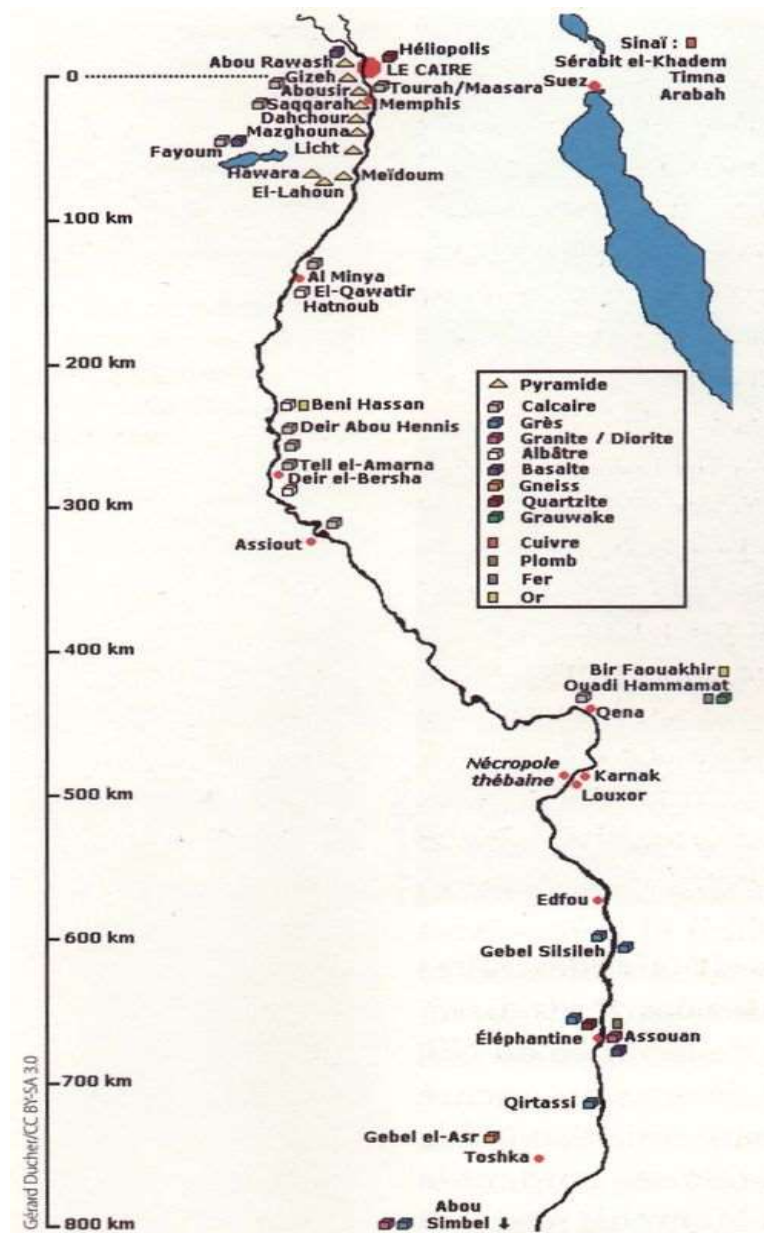 Abou Rawash
Héliopolis
Sinaï :
0
Gizeh
LE CAIRE
Sérabit el-Khadem
Abousir
Tourah/Maasara
Suez
Timna
Saqqarah
Memphis
Arabah
Dahchour
Mazghouna
Fayoum
Licht
Hawara
Meïdoum
El-Lahoun
100 km
Al Minya
El-Qawatir
Hatnoub
200 km
Beni Hassan
Deir Abou Hennis
Tell el-Amarna
Deir el-Bersha
300 km
Assiout
Pyramide
Calcaire
Grès
Granite / Diorite
Albâtre
Basalte
Gneiss
Quartzite
Grauwake
Cuivre
Plomb
Fer
Or
400 km
Bir Faouakhir
Ouadi Hammamat
Qena
Nécropole
thébaine
Karnak
Louxor
500 km
Edfou
600 km
Gebel Silsileh
Éléphantine
Assouan
700 km
Qirtassi
Gebel el-Asr
Toshka
800 km
Abou
Simbel
Gérard Ducher/CC BY-SA 3.0